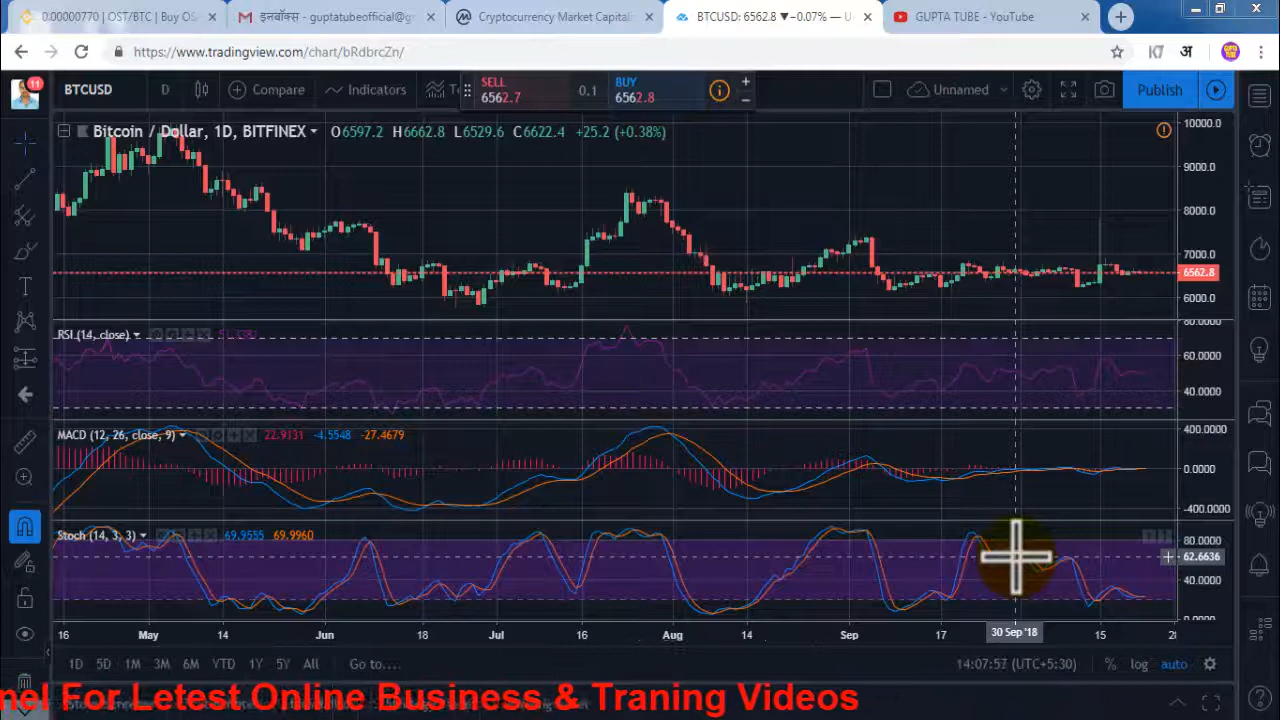 0.00000770 | OST/BTC | Buy OS
इनबॉक्स - guptatubeofficial@g
Cryptocurrency Market Capitali
BTCUSD: 6562.8 ▼−0.07% — U
GUPTA TUBE - YouTube
https://www.tradingview.com/chart/bRdbrcZn/
अ
11
BTCUSD
D
Compare
Indicators
SELL
6562.7
0.1
BUY
6562.8
Unnamed
Publish
Bitcoin / Dollar, 1D, BITFINEX
O6597.2 H6662.8 L6529.6 C6622.4 +25.2 (+0.38%)
10000.0
9000.0
8000.0
7000.0
6562.8
6000.0
RSI (14, close)
80.0000
60.0000
40.0000
MACD (12, 26, close, 9) 22.9131 -4.5548 -27.4679
400.0000
0.0000
-400.0000
Stoch (14, 3, 3) 69.9555 69.9960
80.0000
62.6636
40.0000
0.0000
16 May 14 Jun 18 Jul 16 Aug 14 Sep 17 30 Sep '18 15
1D 5D 1M 3M 6M YTD 1Y 5Y All Go to....
14:07:57 (UTC+5:30) % log auto
nel For Letest Online Business & Traning Videos